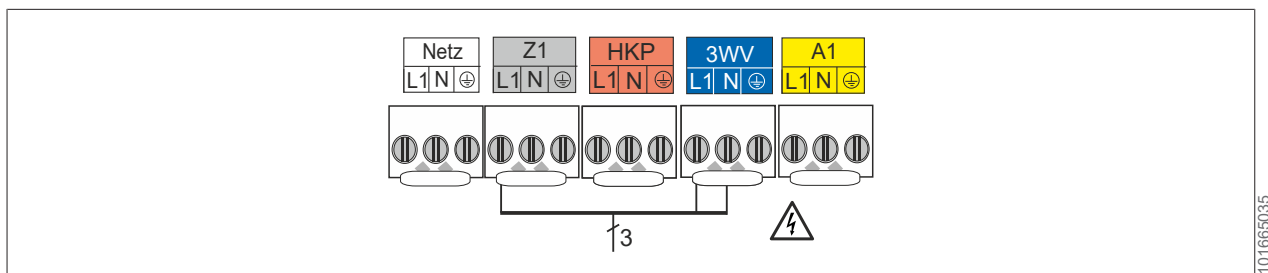 Netz Z1 HKP 3WV A1
L1 N ⏚ L1 N ⏚ L1 N ⏚ L1 N ⏚ L1 N ⏚
3
101665035